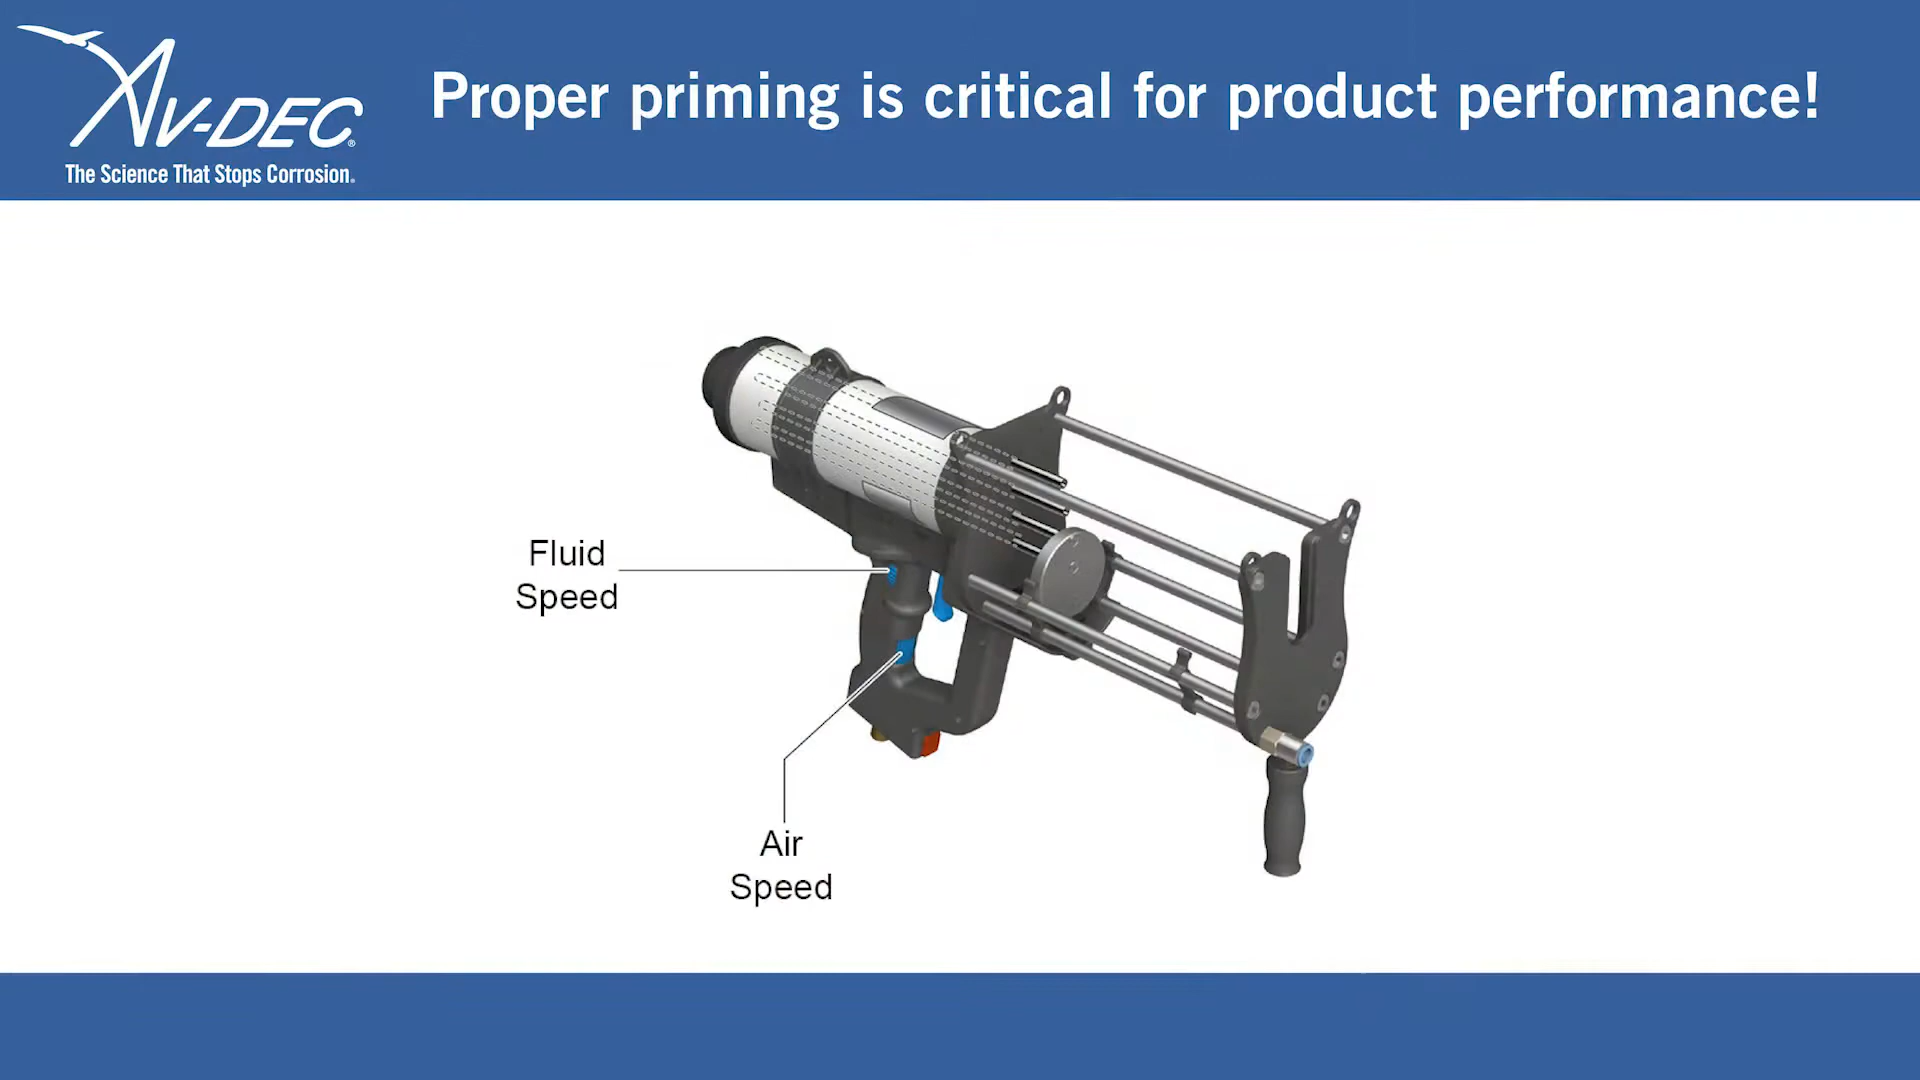 AV-DEC®
The Science That Stops Corrosion®
Proper priming is critical for product performance!
Fluid
Speed
Air
Speed